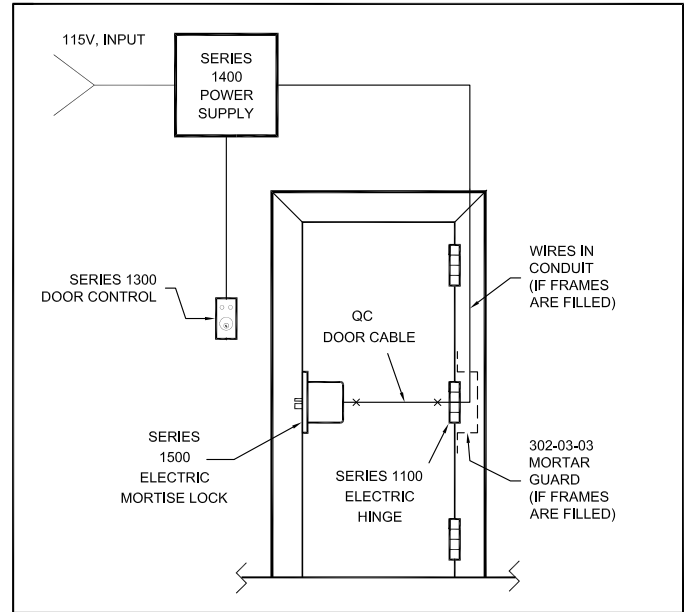 115V, INPUT
SERIES
1400
POWER
SUPPLY
SERIES 1300
DOOR CONTROL
WIRES IN
CONDUIT
(IF FRAMES
ARE FILLED)
QC
DOOR CABLE
SERIES
1500
ELECTRIC
MORTISE LOCK
SERIES 1100
ELECTRIC
HINGE
302-03-03
MORTAR
GUARD
(IF FRAMES
ARE FILLED)